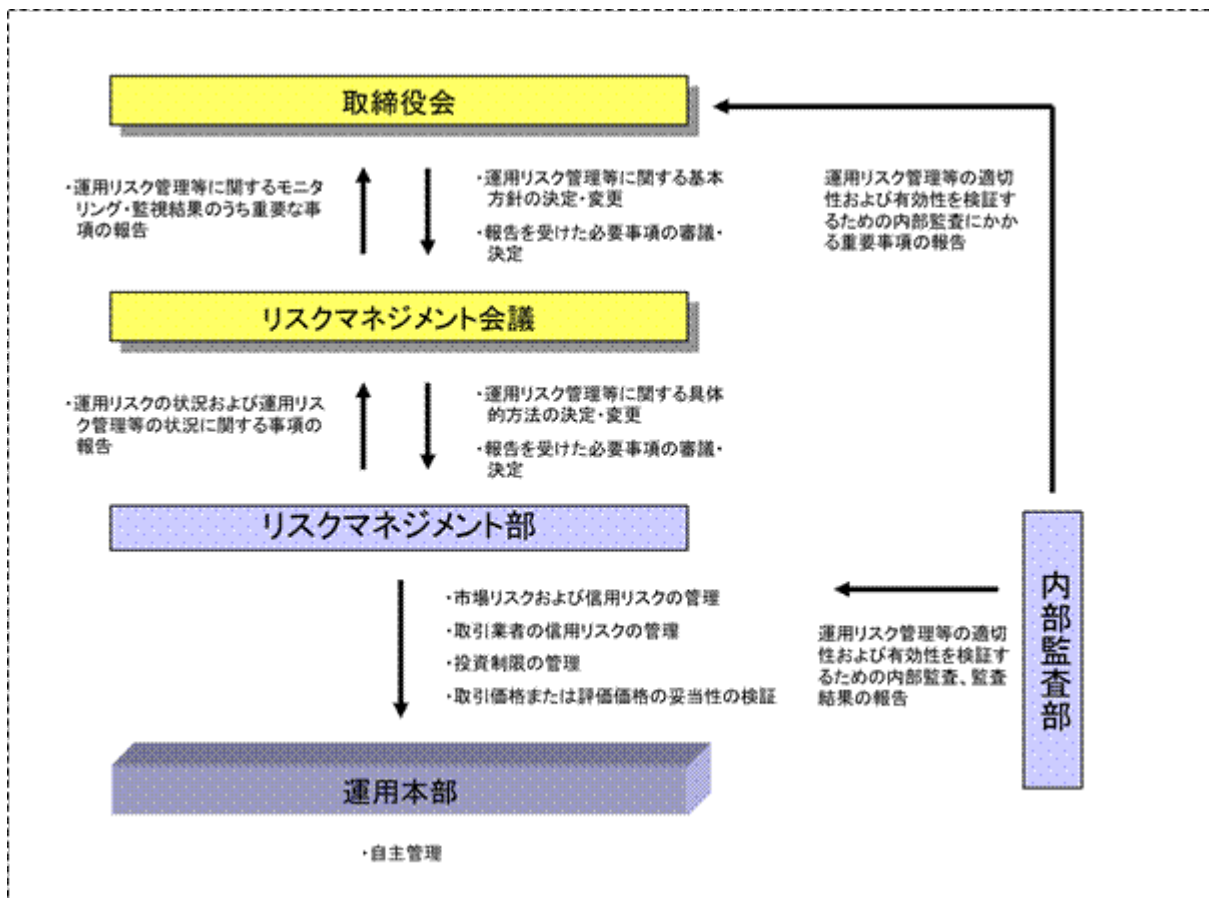 取締役会
・運用リスク管理等に関するモニ
タリング・監視結果のうち重要な事
項の報告
・運用リスク管理等に関する基本
方針の決定・変更
・報告を受けた必要事項の審議・
決定
運用リスク管理等の適切
性および有効性を検証す
るための内部監査にかか
る重要事項の報告
リスクマネジメント会議
・運用リスクの状況および運用リス
ク管理等の状況に関する事項の
報告
・運用リスク管理等に関する具体
的方法の決定・変更
・報告を受けた必要事項の審議・
決定
リスクマネジメント部
・市場リスクおよび信用リスクの管理
・取引業者の信用リスクの管理
・投資制限の管理
・取引価格または評価価格の妥当性の検証
運用リスク管理等の適切
性および有効性を検証す
るための内部監査、監査
結果の報告
内部監査部
運用本部
・自主管理